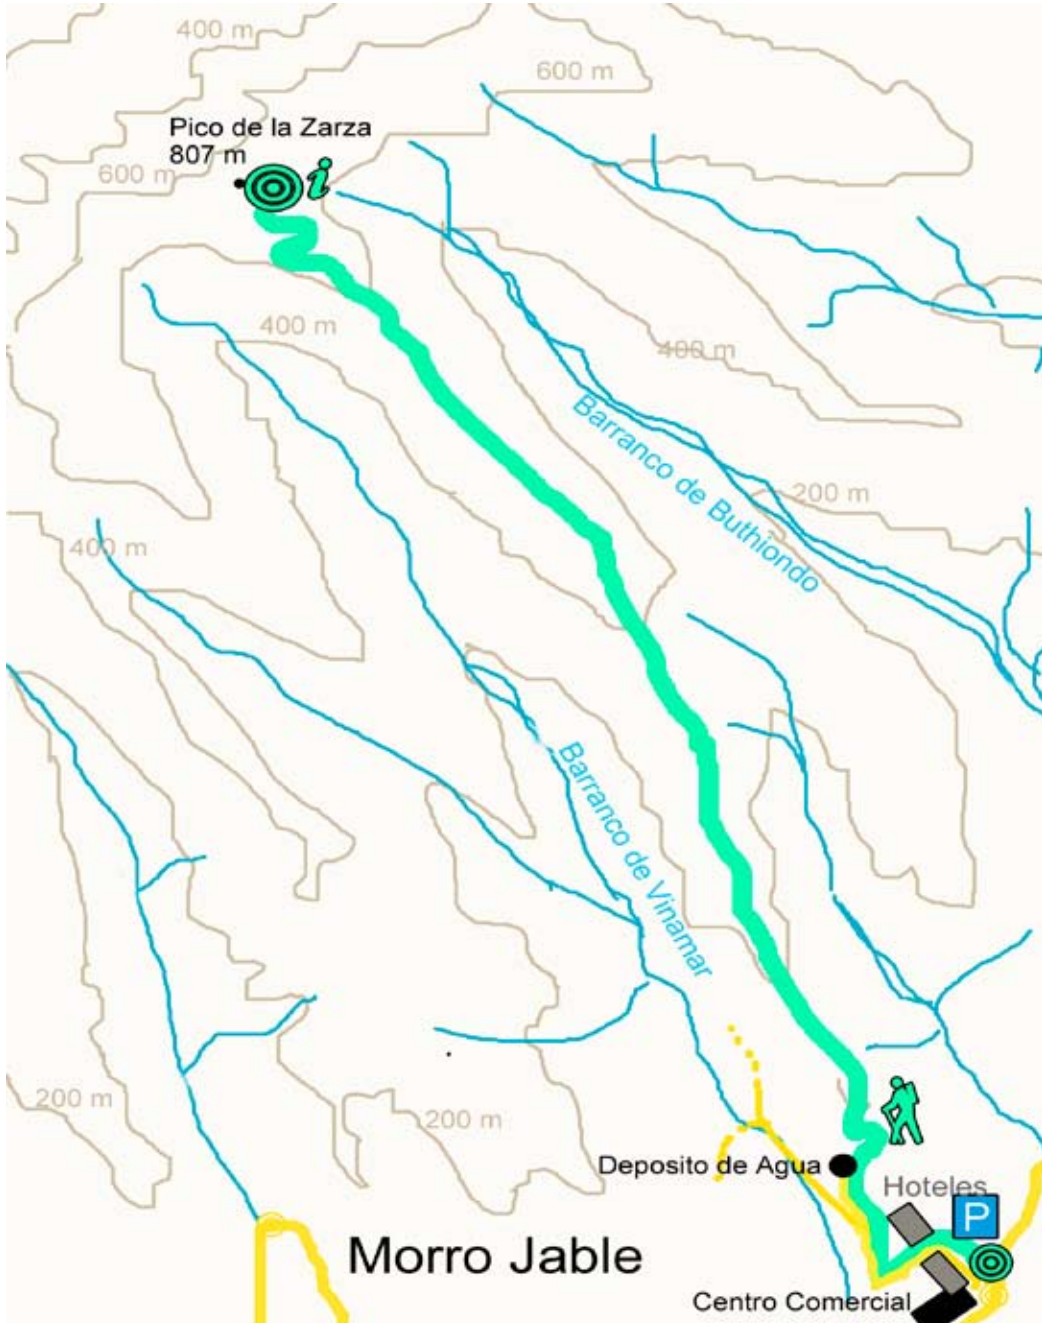 400 m
600 m
Pico de la Zarza
807 m
600 m
i
400 m
400 m
Barranco de Buthiondo
200 m
400 m
Barranco de Vinamar
200 m
200 m
Deposito de Agua
Hoteles
P
Morro Jable
Centro Comercial